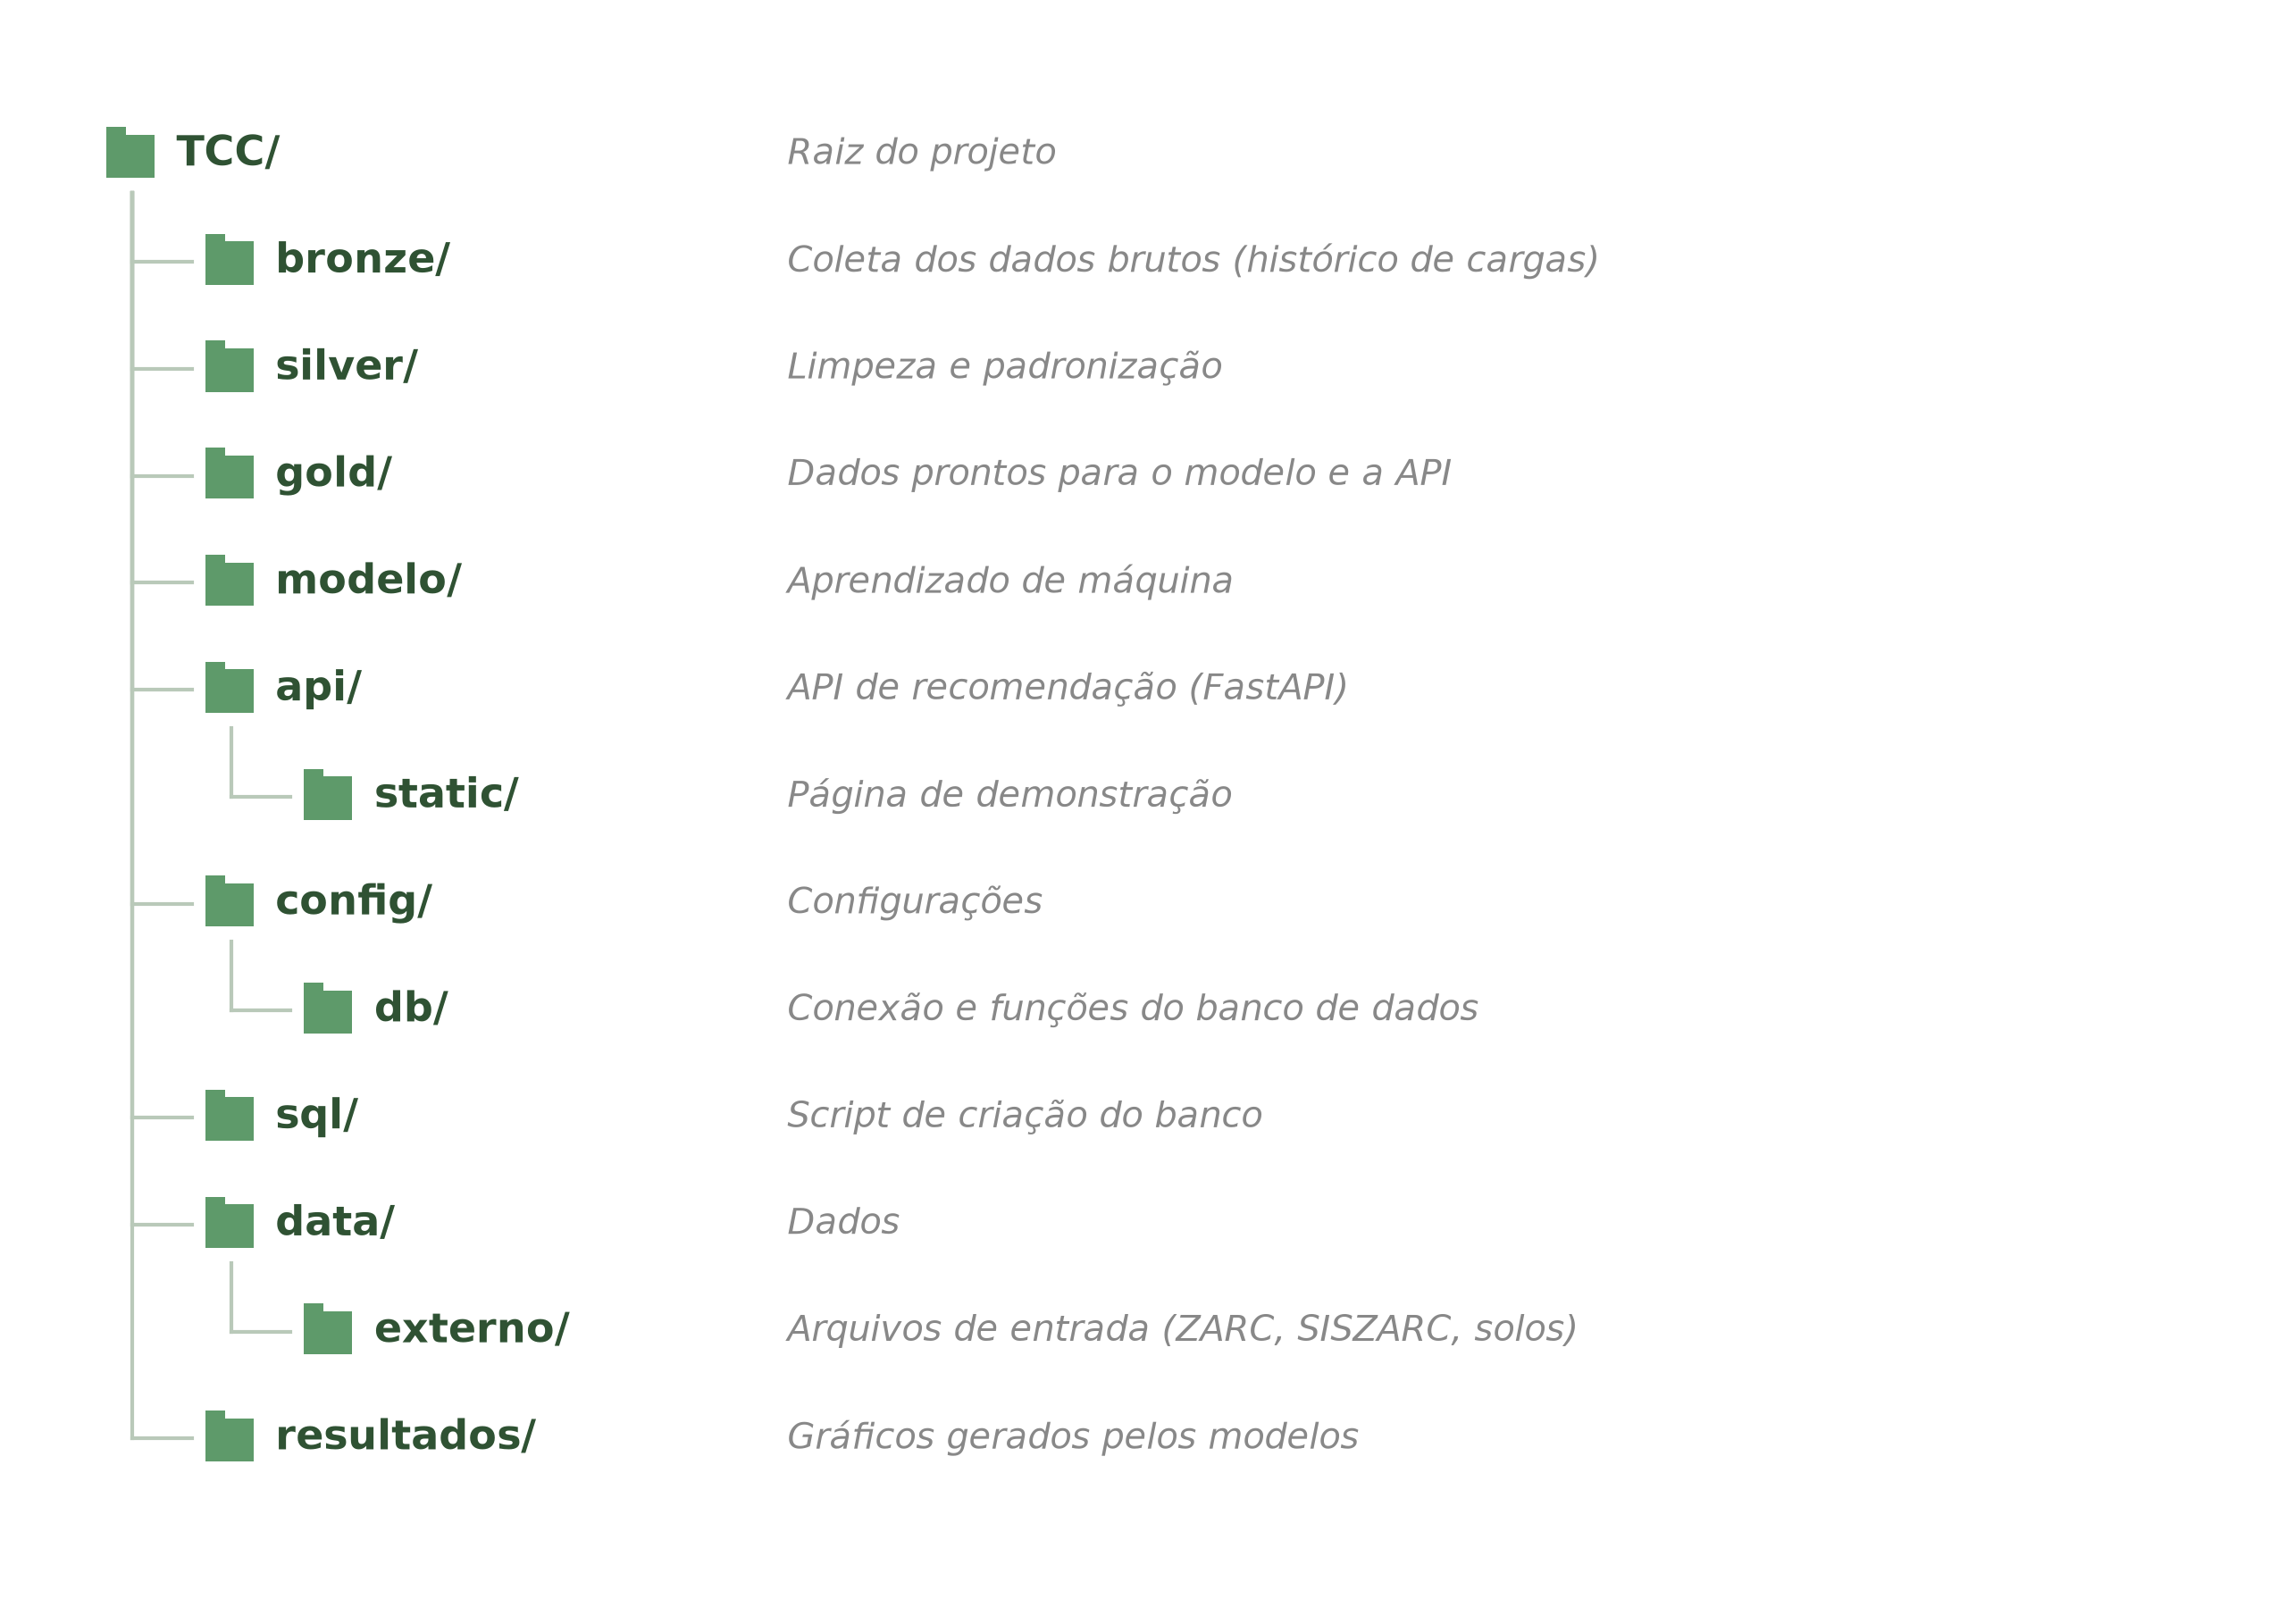 TCC/ Raiz do projeto
bronze/ Coleta dos dados brutos (histórico de cargas)
silver/ Limpeza e padronização
gold/ Dados prontos para o modelo e a API
modelo/ Aprendizado de máquina
api/ API de recomendação (FastAPI)
static/ Página de demonstração
config/ Configurações
db/ Conexão e funções do banco de dados
sql/ Script de criação do banco
data/ Dados
externo/ Arquivos de entrada (ZARC, SISZARC, solos)
resultados/ Gráficos gerados pelos modelos